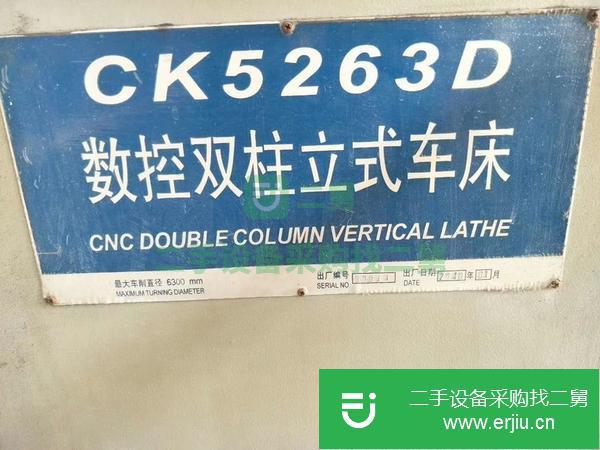 CK5263D
数控双柱立式车床
二舅
CNC DOUBLE COLUMN VERTICAL LATHE
二手设备采购找二舅
最大车削直径 6300 mm 出厂编号 出厂日期 年 月
MAXIMUM TURNING DIAMETER SERIAL NO DATE
二手设备采购找二舅
www.erjiu.cn